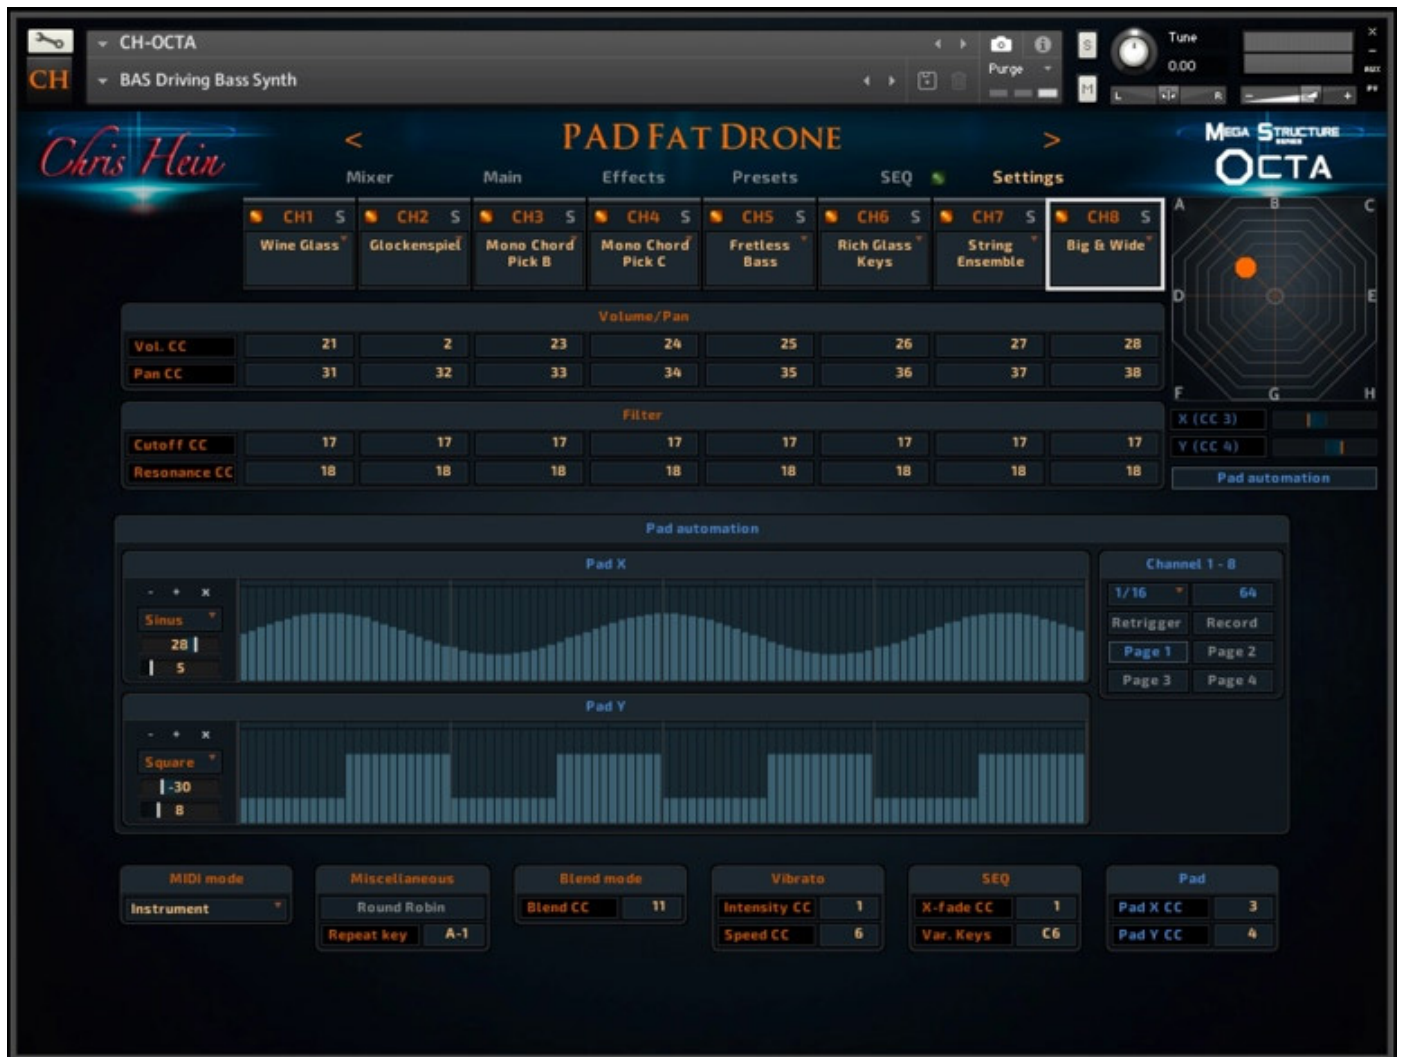 CH-OCTA
S
Tune
0.00
Purge
AUX
PV
M
L
R
-
+
CH
BAS Driving Bass Synth
Chris Hein
<
PAD FAT DRONE
>
MEGA STRUCTURE
SERIES
OCTA
Mixer
Main
Effects
Presets
SEQ
Settings
CH1 S
CH2 S
CH3 S
CH4 S
CH5 S
CH6 S
CH7 S
CH8 S
Wine Glass
Glockenspiel
Mono Chord
Pick B
Mono Chord
Pick C
Fretless
Bass
Rich Glass
Keys
String
Ensemble
Big & Wide
A
B
C
D
E
F
G
H
Volume/Pan
Vol. CC 21 2 23 24 25 26 27 28
Pan CC 31 32 33 34 35 36 37 38
Filter
Cutoff CC 17 17 17 17 17 17 17 17
Resonance CC 18 18 18 18 18 18 18 18
X (CC 3)
Y (CC 4)
Pad automation
Pad automation
Pad X
- + x
Sinus
28
5
Channel 1 - 8
1/16 64
Retrigger Record
Page 1 Page 2
Page 3 Page 4
Pad Y
- + x
Square
-30
8
MIDI mode
Instrument
Miscellaneous
Round Robin
Repeat key A-1
Blend mode
Blend CC 11
Vibrato
Intensity CC 1
Speed CC 6
SEQ
X-fade CC 1
Var. Keys C6
Pad
Pad X CC 3
Pad Y CC 4